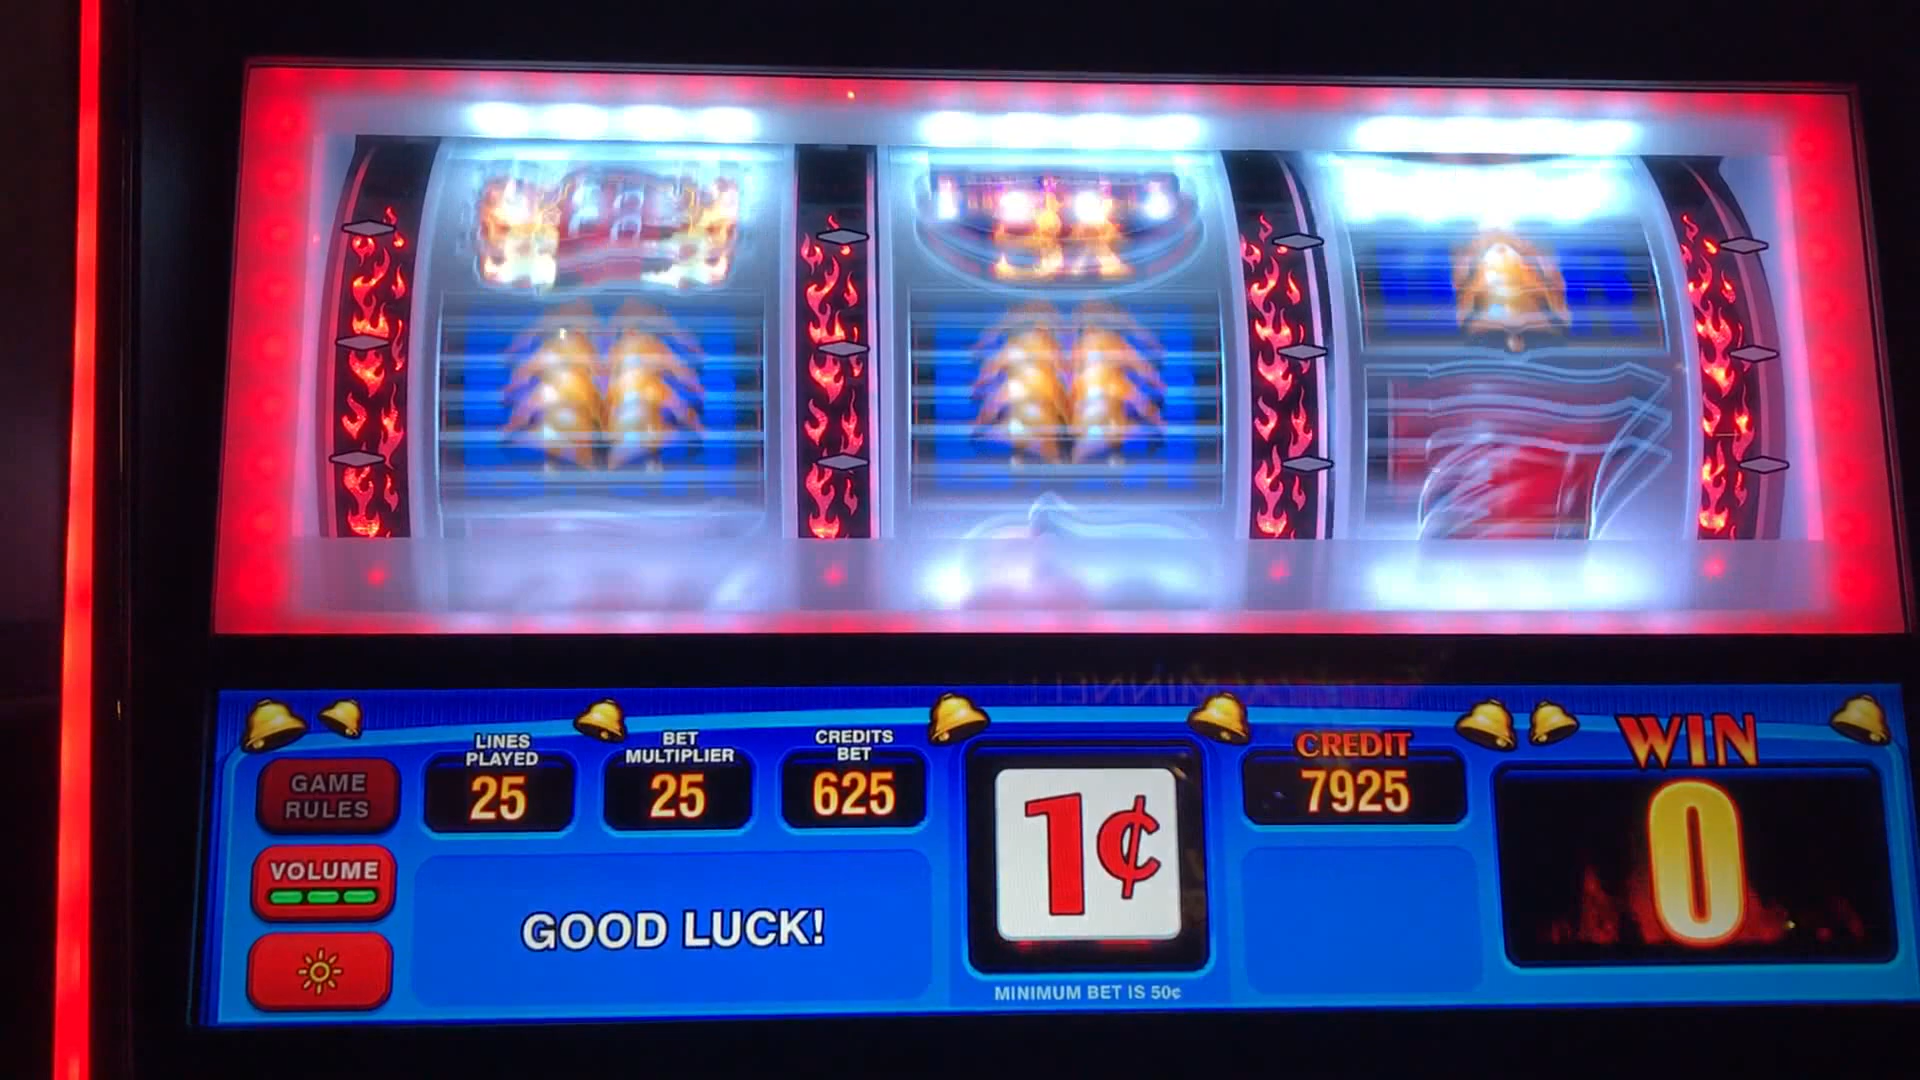 GAME
RULES
LINES
PLAYED
25
BET
MULTIPLIER
25
CREDITS
BET
625
1¢
CREDIT
7925
WIN
0
VOLUME
GOOD LUCK!
MINIMUM BET IS 50¢